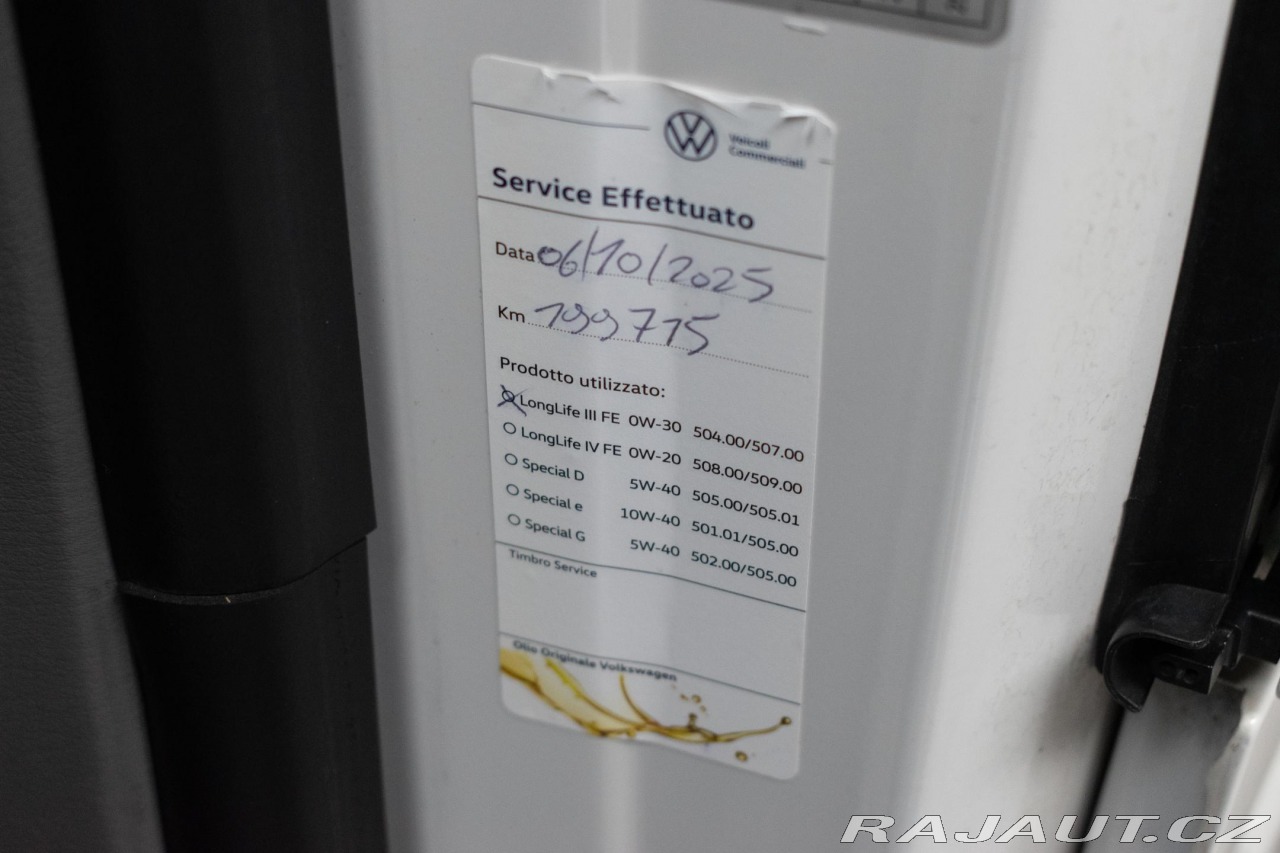 Veicoli
Commerciali
Service Effettuato
Data 06/10/2025
Km 199715
Prodotto utilizzato:
LongLife III FE 0W-30 504.00/507.00
LongLife IV FE 0W-20 508.00/509.00
Special D 5W-40 505.00/505.01
Special e 10W-40 501.01/505.00
Special G 5W-40 502.00/505.00
Timbro Service
Olio Originale Volkswagen
RAJAUT.CZ